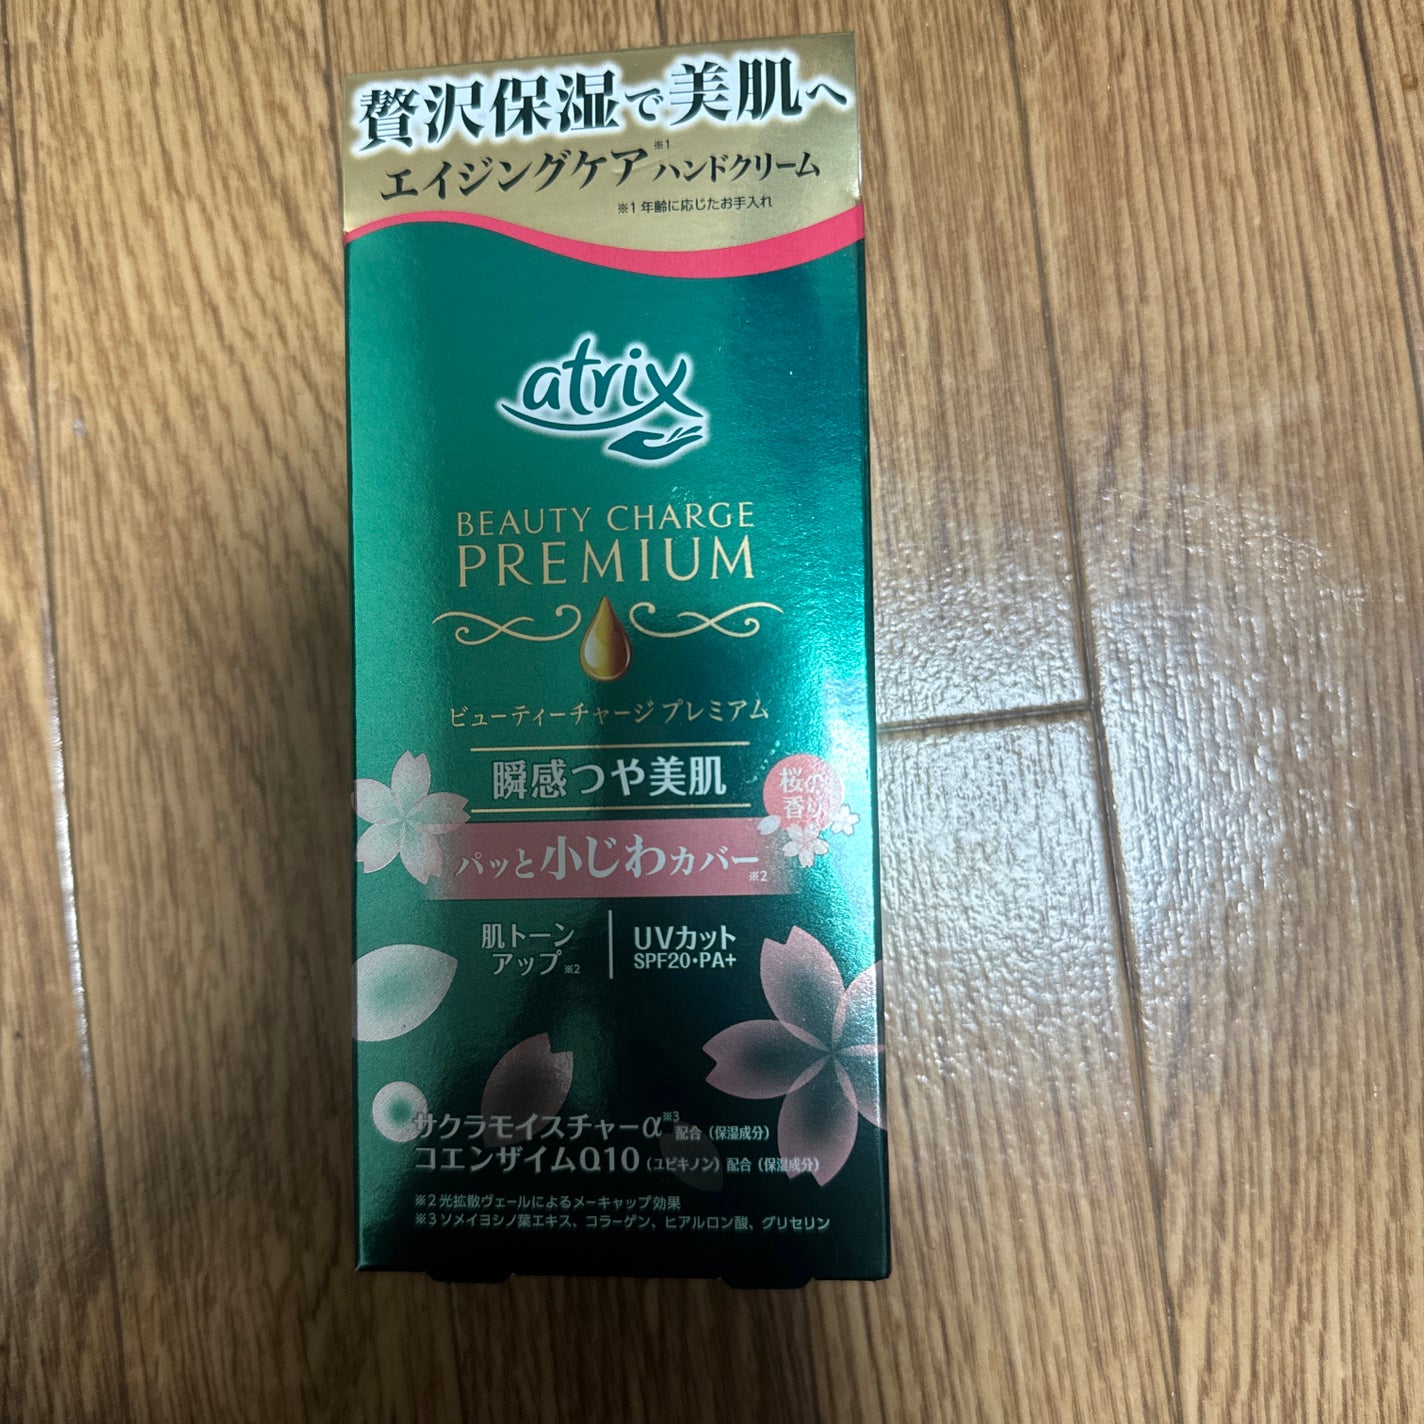 贅沢保湿で美肌へ
エイジングケア※1ハンドクリーム
※1 年齢に応じたお手入れ
atrix
BEAUTY CHARGE
PREMIUM
ビューティーチャージ プレミアム
瞬感つや美肌
桜の
香り
パッと小じわカバー※2
肌トーン
アップ※2
UVカット
SPF20・PA+
サクラモイスチャーα※3 配合（保湿成分）
コエンザイムQ10（ユビキノン）配合（保湿成分）
※2 光拡散ヴェールによるメーキャップ効果
※3 ソメイヨシノ葉エキス、コラーゲン、ヒアルロン酸、グリセリン